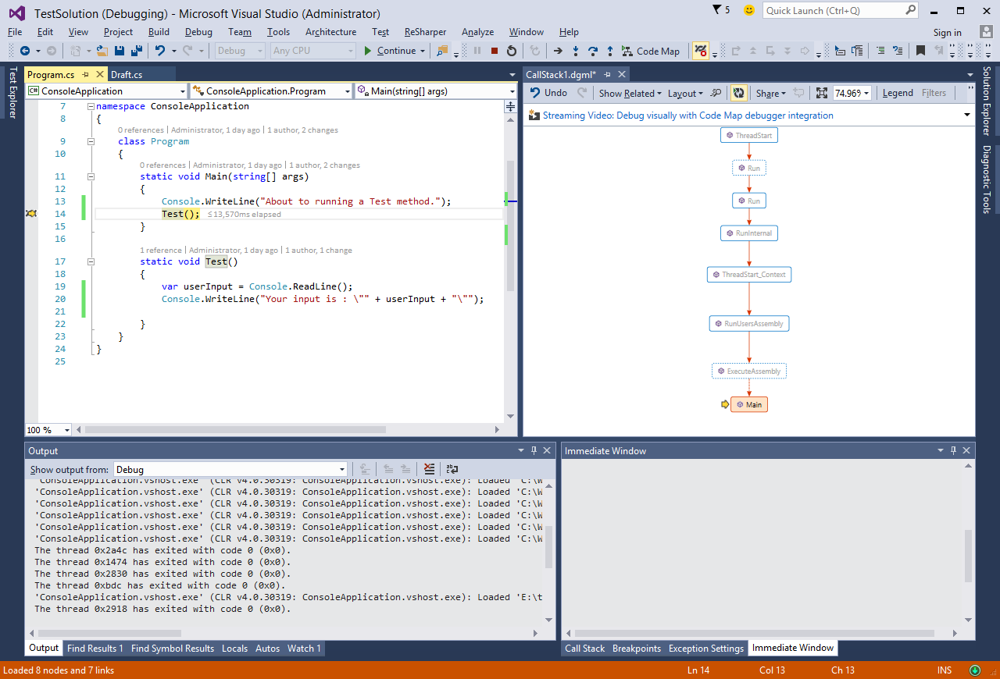 TestSolution (Debugging) - Microsoft Visual Studio (Administrator)
5
Quick Launch (Ctrl+Q)
File Edit View Project Build Debug Team Tools Architecture Test ReSharper Analyze Window Help
Sign in
Debug Any CPU Continue Code Map
Test Explorer
Program.cs Draft.cs
C# ConsoleApplication ConsoleApplication.Program Main(string[] args)
7 namespace ConsoleApplication
8 {
0 references | Administrator, 1 day ago | 1 author, 2 changes
9 class Program
10 {
0 references | Administrator, 1 day ago | 1 author, 2 changes
11 static void Main(string[] args)
12 {
13 Console.WriteLine("About to running a Test method.");
14 Test(); ≤13,570ms elapsed
15 }
16
1 reference | Administrator, 1 day ago | 1 author, 1 change
17 static void Test()
18 {
19 var userInput = Console.ReadLine();
20 Console.WriteLine("Your input is : \"" + userInput + "\"");
21
22 }
23 }
24 }
25
100 %
CallStack1.dgml*
Undo Show Related Layout Share 74.96% Legend Filters
Streaming Video: Debug visually with Code Map debugger integration
ThreadStart
Run
Run
RunInternal
ThreadStart_Context
RunUsersAssembly
ExecuteAssembly
Main
Solution Explorer
Diagnostic Tools
Output
Show output from: Debug
'ConsoleApplication.vshost.exe' (CLR v4.0.30319: ConsoleApplication.vshost.exe): Loaded 'C:\W
'ConsoleApplication.vshost.exe' (CLR v4.0.30319: ConsoleApplication.vshost.exe): Loaded 'C:\W
'ConsoleApplication.vshost.exe' (CLR v4.0.30319: ConsoleApplication.vshost.exe): Loaded 'C:\W
'ConsoleApplication.vshost.exe' (CLR v4.0.30319: ConsoleApplication.vshost.exe): Loaded 'C:\W
'ConsoleApplication.vshost.exe' (CLR v4.0.30319: ConsoleApplication.vshost.exe): Loaded 'C:\W
'ConsoleApplication.vshost.exe' (CLR v4.0.30319: ConsoleApplication.vshost.exe): Loaded 'C:\W
The thread 0x2a4c has exited with code 0 (0x0).
The thread 0x1474 has exited with code 0 (0x0).
The thread 0x2830 has exited with code 0 (0x0).
The thread 0xbdc has exited with code 0 (0x0).
'ConsoleApplication.vshost.exe' (CLR v4.0.30319: ConsoleApplication.vshost.exe): Loaded 'E:\t
The thread 0x2918 has exited with code 0 (0x0).
Output Find Results 1 Find Symbol Results Locals Autos Watch 1
Immediate Window
Call Stack Breakpoints Exception Settings Immediate Window
Loaded 8 nodes and 7 links Ln 14 Col 13 Ch 13 INS